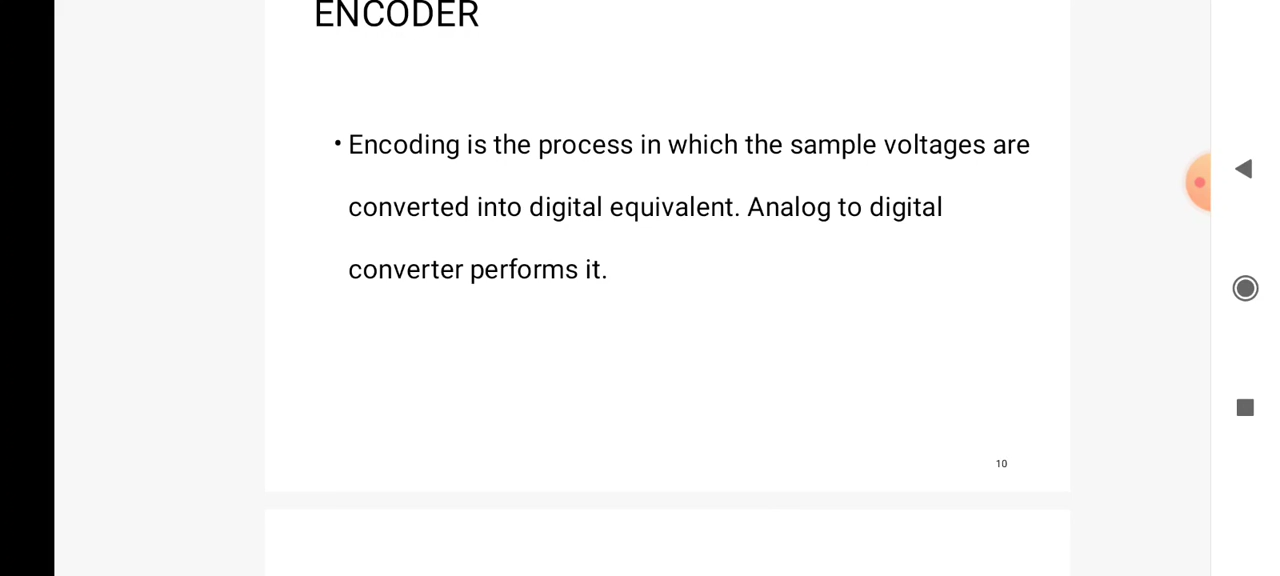 ENCODER
• Encoding is the process in which the sample voltages are
converted into digital equivalent. Analog to digital
converter performs it.
10